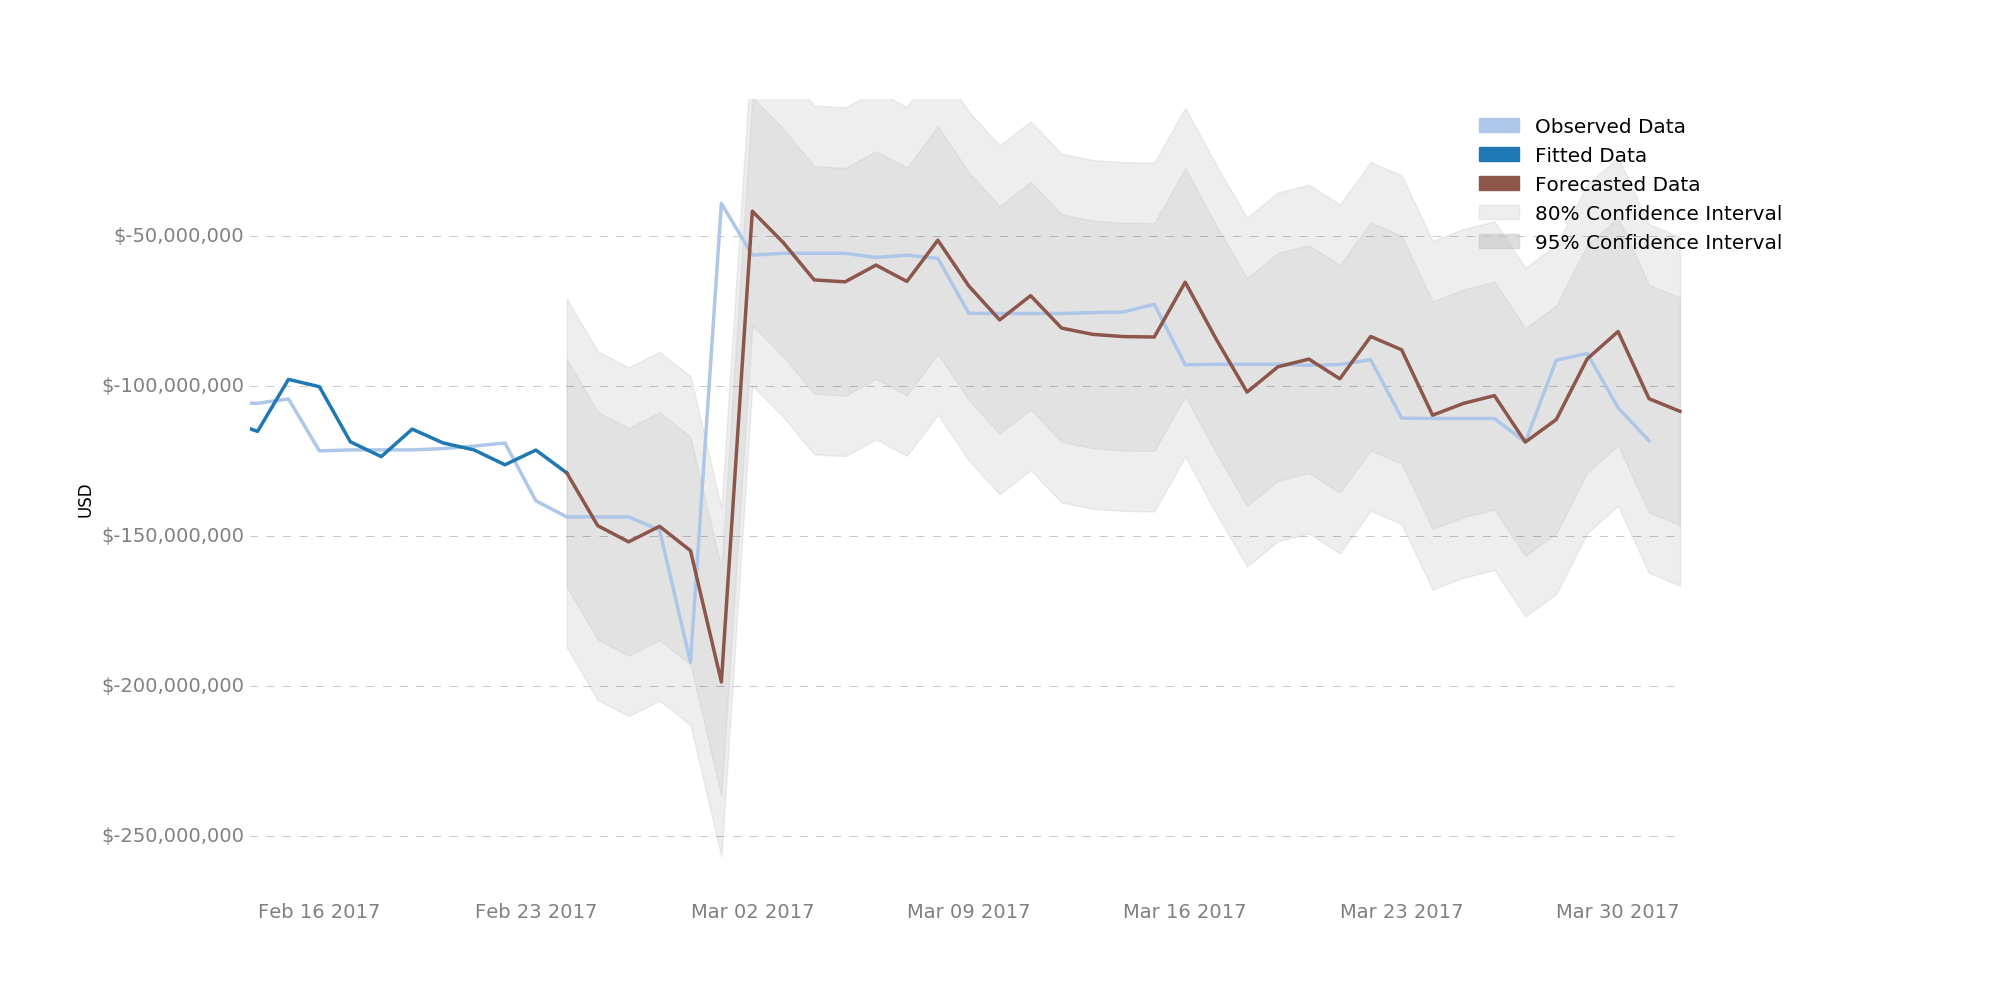 Observed Data
Fitted Data
Forecasted Data
80% Confidence Interval
95% Confidence Interval
$-50,000,000
$-100,000,000
$-150,000,000
$-200,000,000
$-250,000,000
USD
Feb 16 2017
Feb 23 2017
Mar 02 2017
Mar 09 2017
Mar 16 2017
Mar 23 2017
Mar 30 2017